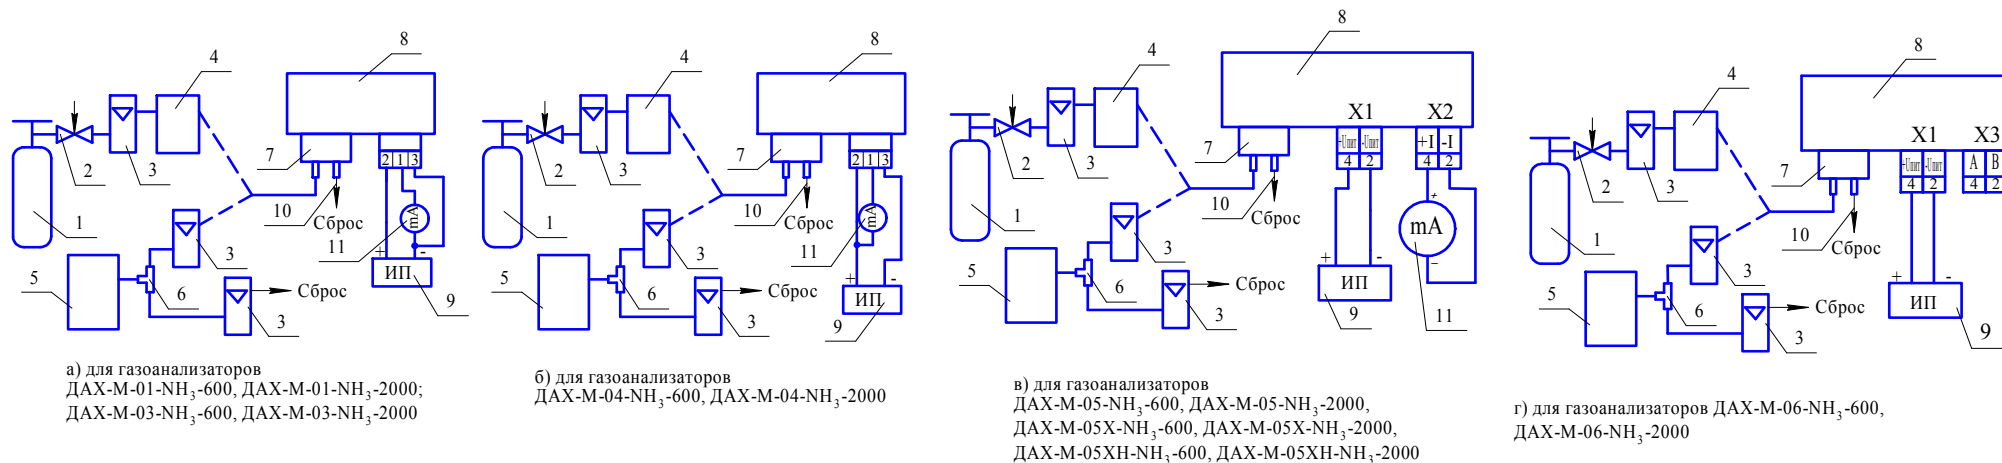 8
4
7
2
3
2 1 3
1
10
Сброс
mA
3
11
+
-
5
6
ИП
Сброс
3
9
а) для газоанализаторов
ДАХ-М-01-NH₃-600, ДАХ-М-01-NH₃-2000;
ДАХ-М-03-NH₃-600, ДАХ-М-03-NH₃-2000
8
4
7
2
3
2 1 3
1
10
Сброс
mA
3
11
+
-
5
6
ИП
Сброс
3
9
б) для газоанализаторов
ДАХ-М-04-NH₃-600, ДАХ-М-04-NH₃-2000
8
4
X1
X2
7
+Uпит
-Uпит
+I
-I
2
3
4
2
4
2
1
10
Сброс
+
mA
3
–
+
-
5
6
ИП
Сброс
3
9
11
в) для газоанализаторов
ДАХ-М-05-NH₃-600, ДАХ-М-05-NH₃-2000,
ДАХ-М-05Х-NH₃-600, ДАХ-М-05Х-NH₃-2000,
ДАХ-М-05ХН-NH₃-600, ДАХ-М-05ХН-NH₃-2000
8
4
X1
X3
7
+Uпит
-Uпит
A
B
2
3
4
2
4
2
1
10
Сброс
3
+
-
5
6
ИП
Сброс
3
9
г) для газоанализаторов ДАХ-М-06-NH₃-600,
ДАХ-М-06-NH₃-2000